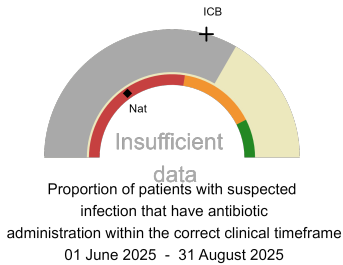 ICB
Nat
Insufficient
data
Proportion of patients with suspected
infection that have antibiotic
administration within the correct clinical timeframe
01 June 2025 - 31 August 2025